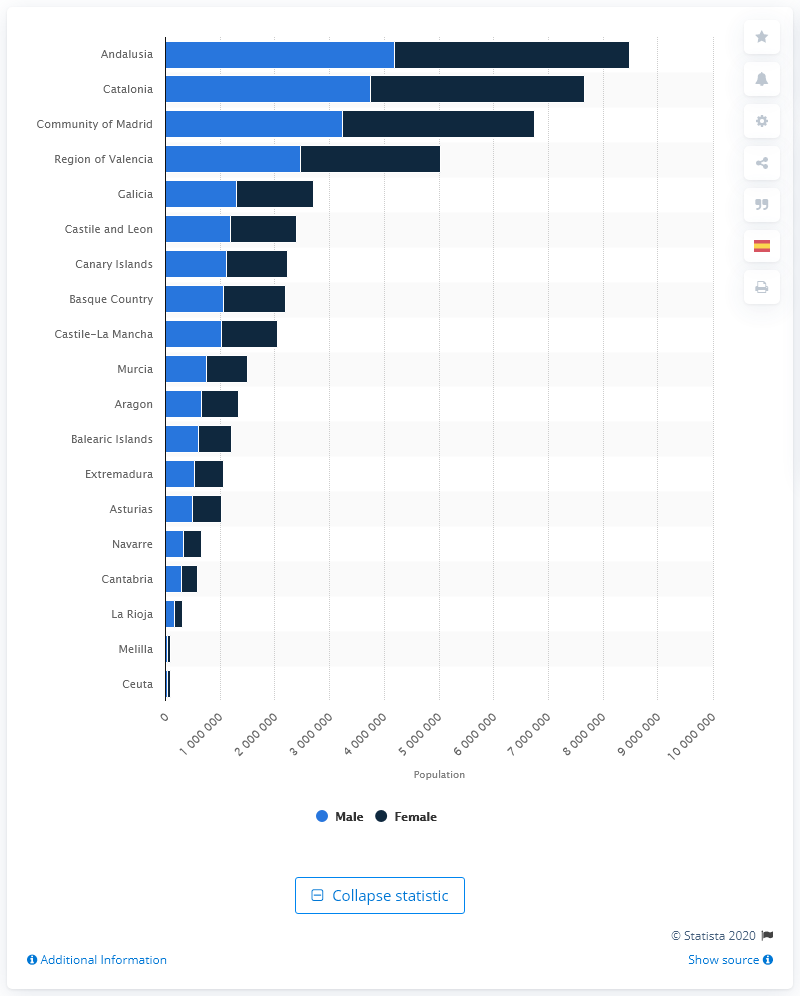 Andalusia
Catalonia
Community of Madrid
Region of Valencia
Galicia
Castile and Leon
Canary Islands
Basque Country
Castile-La Mancha
Murcia
Aragon
Balearic Islands
Extremadura
Asturias
Navarre
Cantabria
La Rioja
Melilla
Ceuta
0 1 000 000 2 000 000 3 000 000 4 000 000 5 000 000 6 000 000 7 000 000 8 000 000 9 000 000 10 000 000
Population
Male Female
Collapse statistic
© Statista 2020
Additional Information Show source